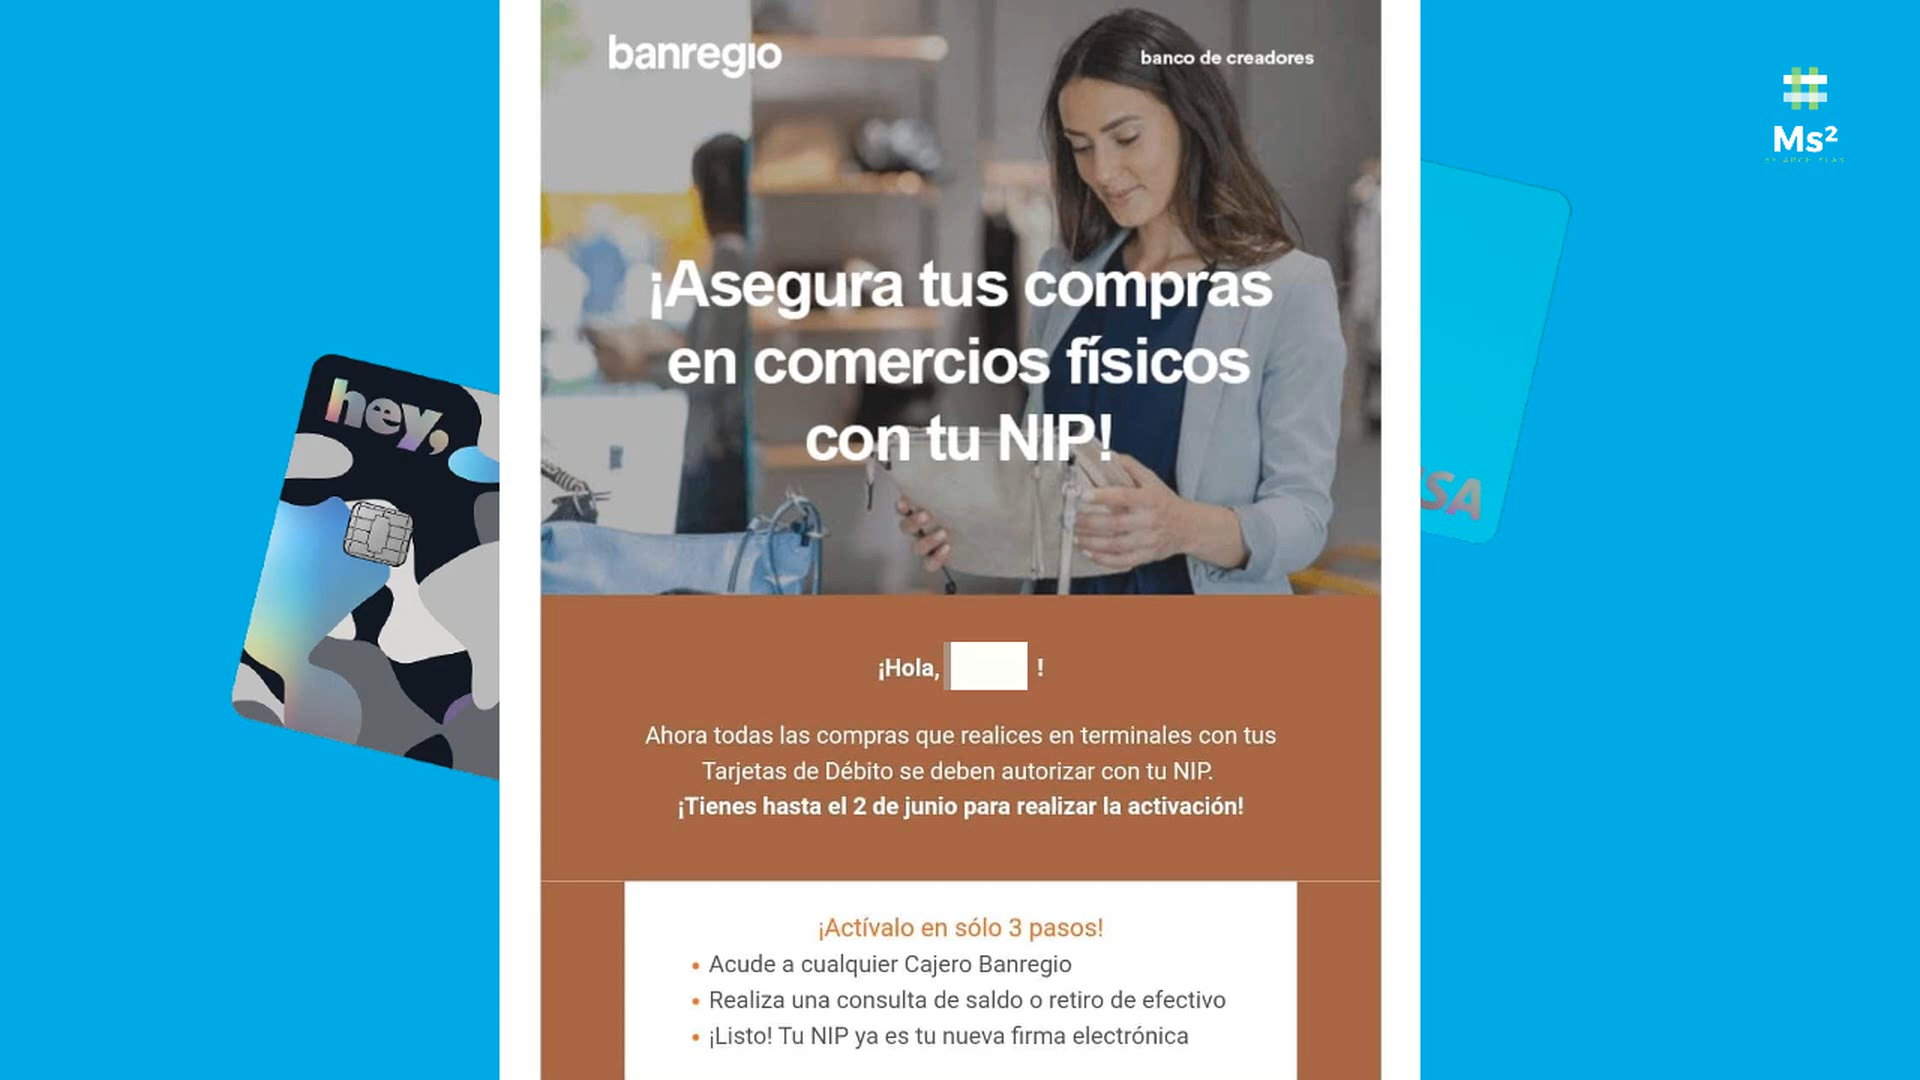 banregio
banco de creadores
Ms²
¡Asegura tus compras
en comercios físicos
con tu NIP!
hey,
SA
¡Hola, !
Ahora todas las compras que realices en terminales con tus
Tarjetas de Débito se deben autorizar con tu NIP.
¡Tienes hasta el 2 de junio para realizar la activación!
¡Actívalo en sólo 3 pasos!
• Acude a cualquier Cajero Banregio
• Realiza una consulta de saldo o retiro de efectivo
• ¡Listo! Tu NIP ya es tu nueva firma electrónica